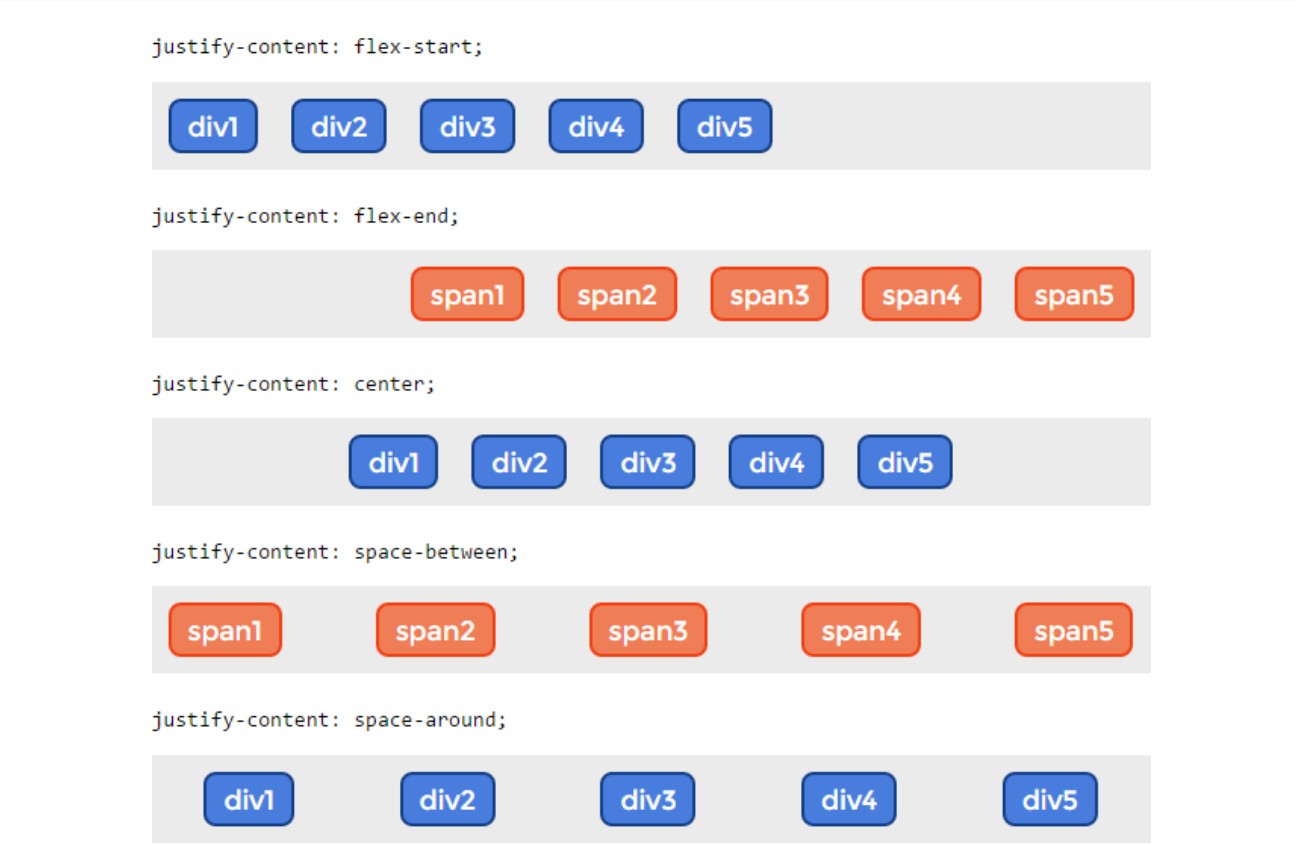 justify-content: flex-start;
div1 div2 div3 div4 div5
justify-content: flex-end;
span1 span2 span3 span4 span5
justify-content: center;
div1 div2 div3 div4 div5
justify-content: space-between;
span1 span2 span3 span4 span5
justify-content: space-around;
div1 div2 div3 div4 div5